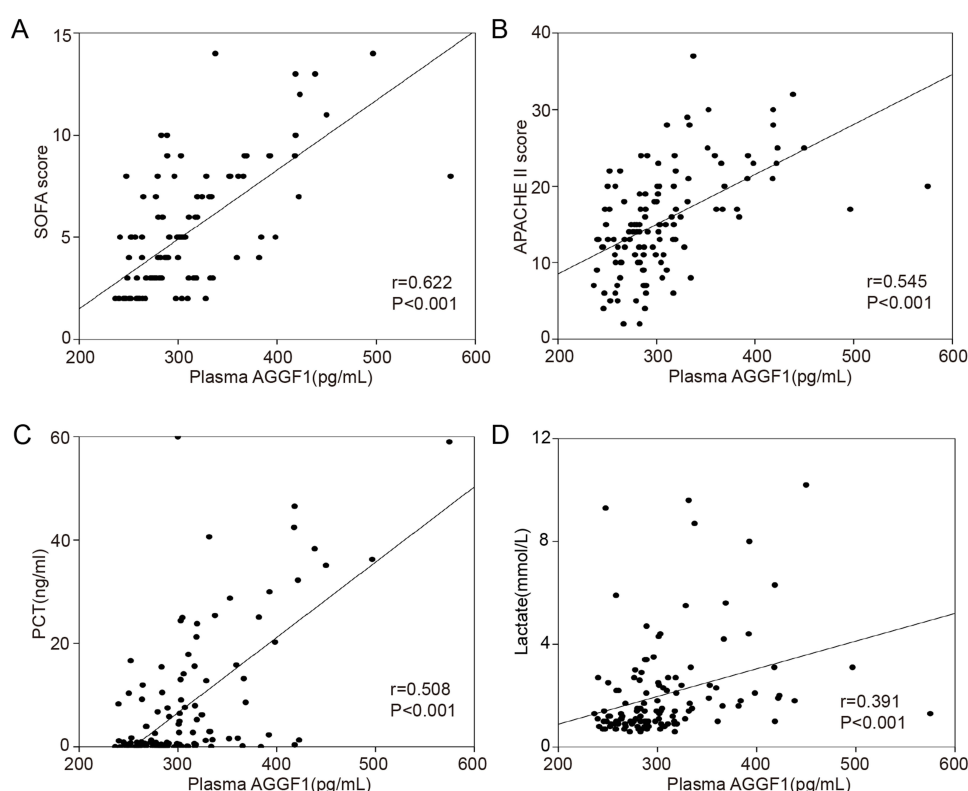 A
SOFA score
15
10
5
0
200 300 400 500 600
Plasma AGGF1(pg/mL)
r=0.622
P<0.001
B
APACHE II score
40
30
20
10
0
200 300 400 500 600
Plasma AGGF1(pg/mL)
r=0.545
P<0.001
C
PCT(ng/ml)
60
40
20
0
200 300 400 500 600
Plasma AGGF1(pg/mL)
r=0.508
P<0.001
D
Lactate(mmol/L)
12
8
4
0
200 300 400 500 600
Plasma AGGF1(pg/mL)
r=0.391
P<0.001